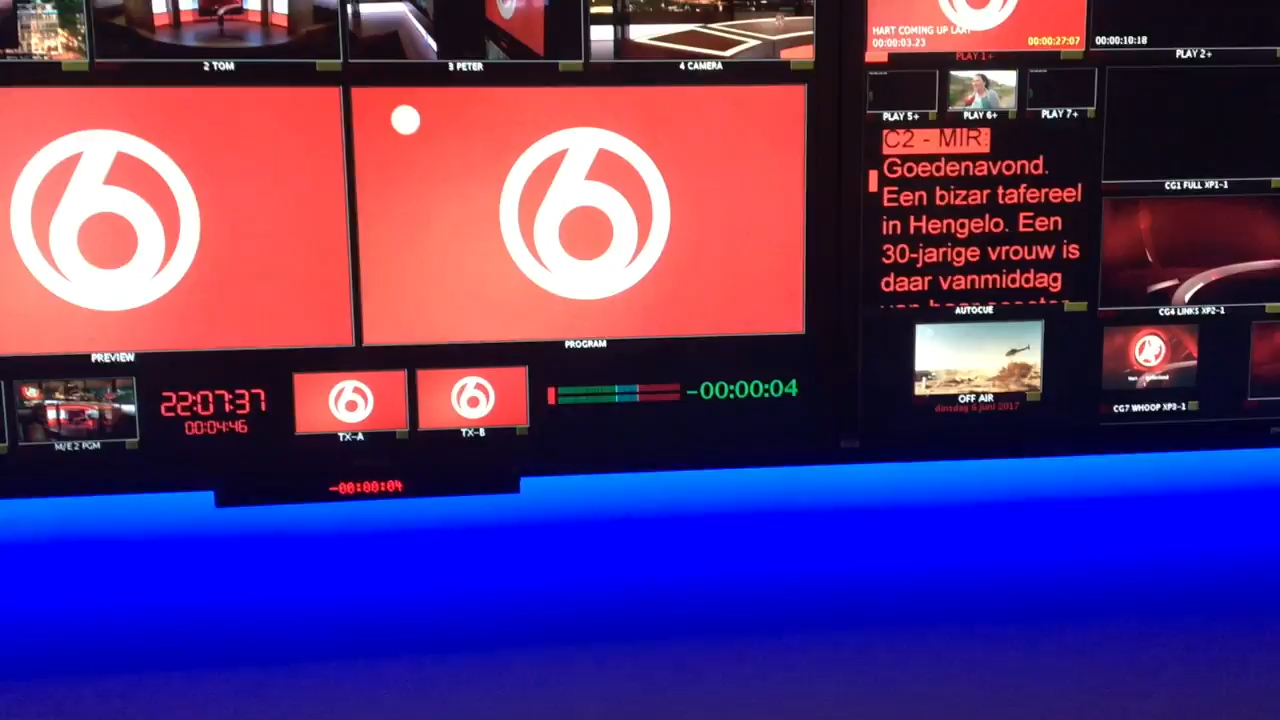 HART COMING UP
00:00:03.23
00:00:27:07
PLAY 1+
00:00:10:18
PLAY 2+
2 TOM
3 PETER
4 CAMERA
PLAY 5+
PLAY 6+
PLAY 7+
C2 - MIR:
Goedenavond.
Een bizar tafereel
in Hengelo. Een
30-jarige vrouw is
daar vanmiddag
AUTOCUE
CG1 FULL XP1-1
CG4 LINKS XP2-1
6
6
PREVIEW
PROGRAM
M/E 2 PGM
22:07:37
00:04:46
6
TX-A
6
TX-B
-00:00:04
OFF AIR
dinsdag 6 juni 2017
CG7 WHOOP XP3-1
-00:00:04